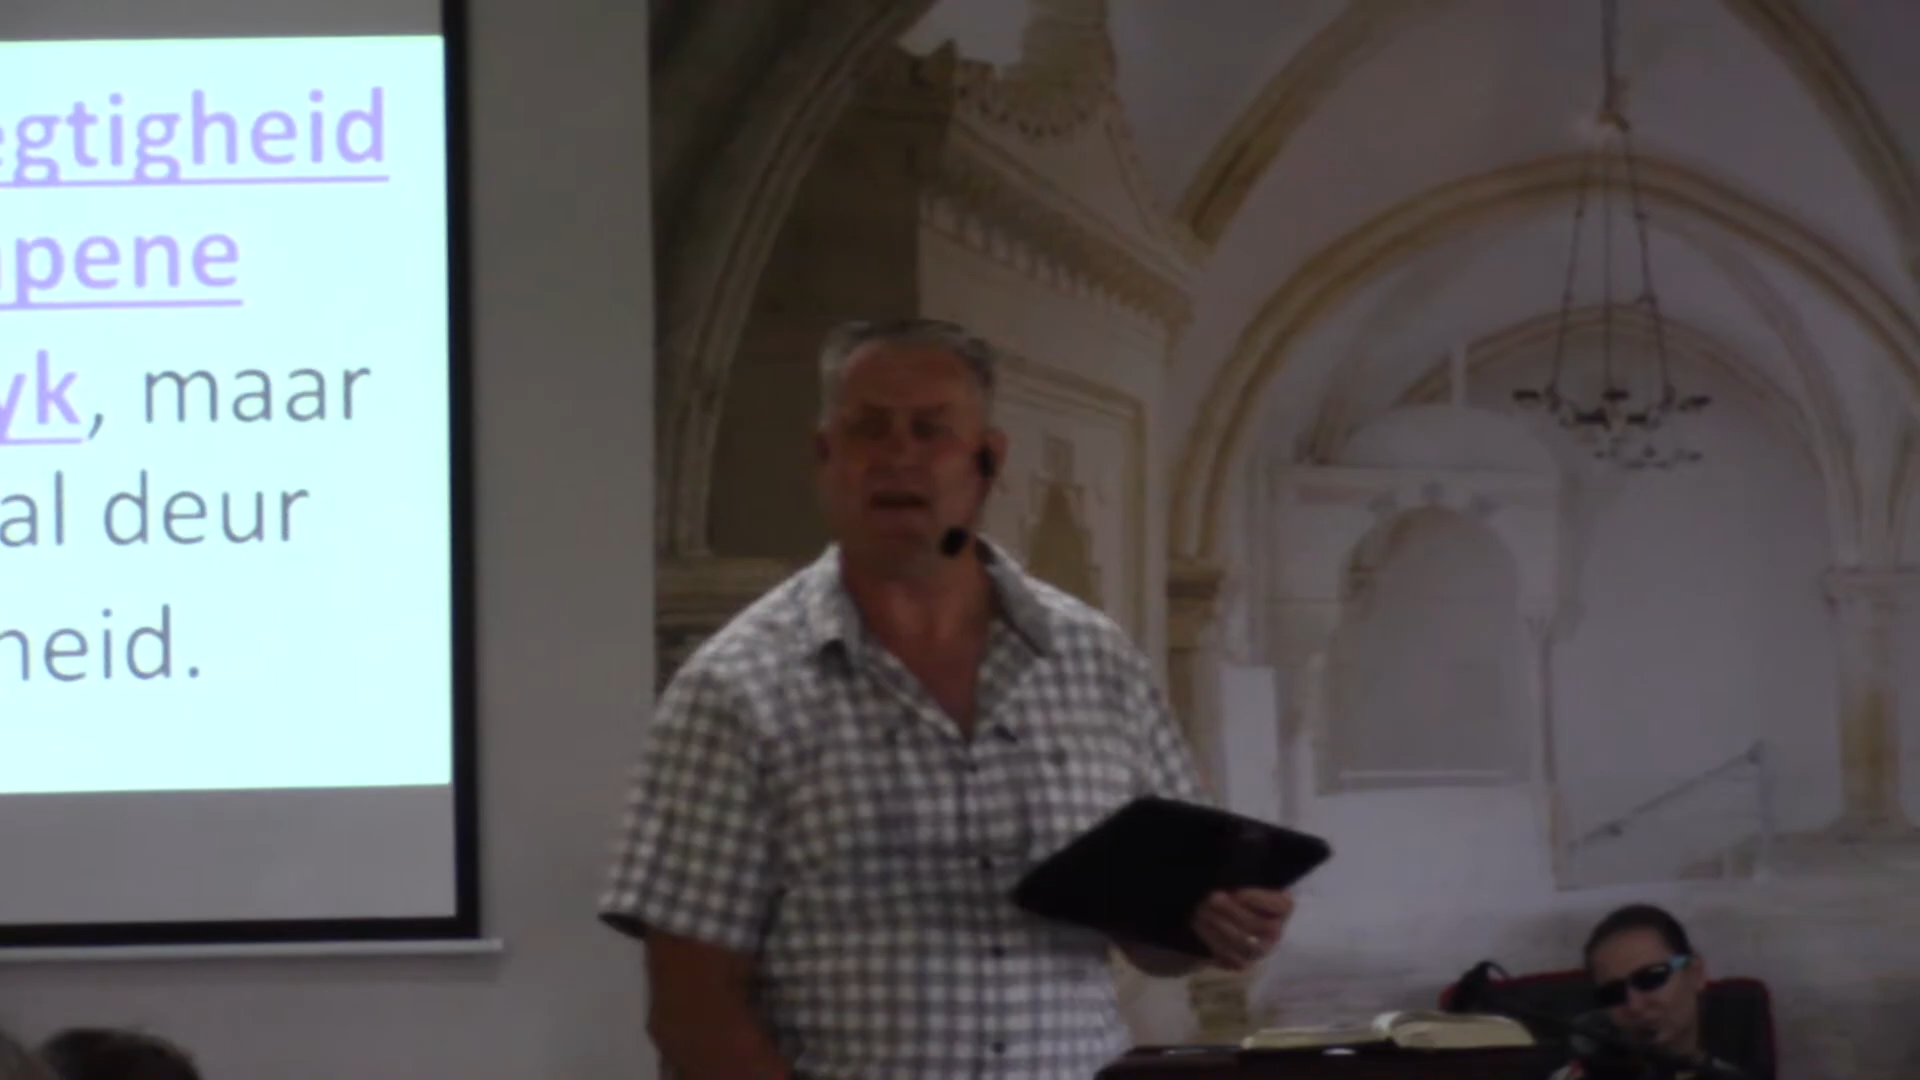 egtigheid
pene
yk, maar
al deur
heid.